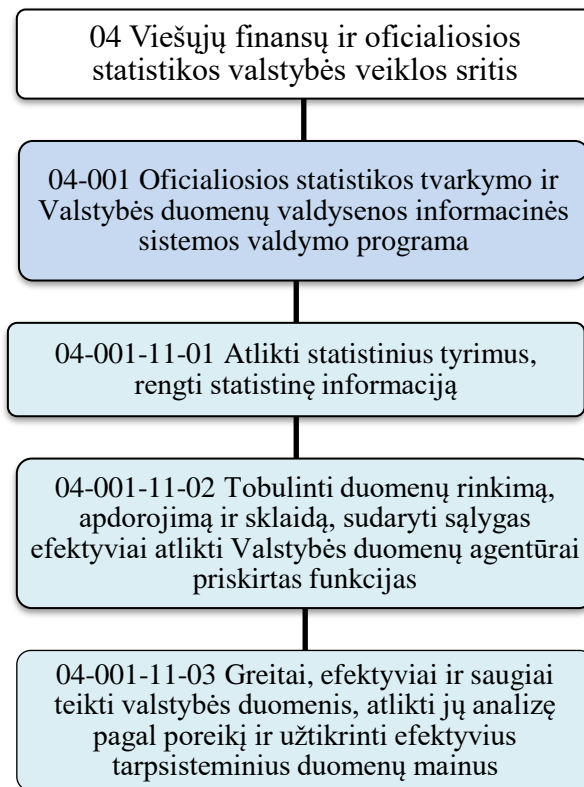 04 Viešųjų finansų ir oficialiosios
statistikos valstybės veiklos sritis
04-001 Oficialiosios statistikos tvarkymo ir
Valstybės duomenų valdysenos informacinės
sistemos valdymo programa
04-001-11-01 Atlikti statistinius tyrimus,
rengti statistinę informaciją
04-001-11-02 Tobulinti duomenų rinkimą,
apdorojimą ir sklaidą, sudaryti sąlygas
efektyviai atlikti Valstybės duomenų agentūrai
priskirtas funkcijas
04-001-11-03 Greitai, efektyviai ir saugiai
teikti valstybės duomenis, atlikti jų analizę
pagal poreikį ir užtikrinti efektyvius
tarpsisteminius duomenų mainus